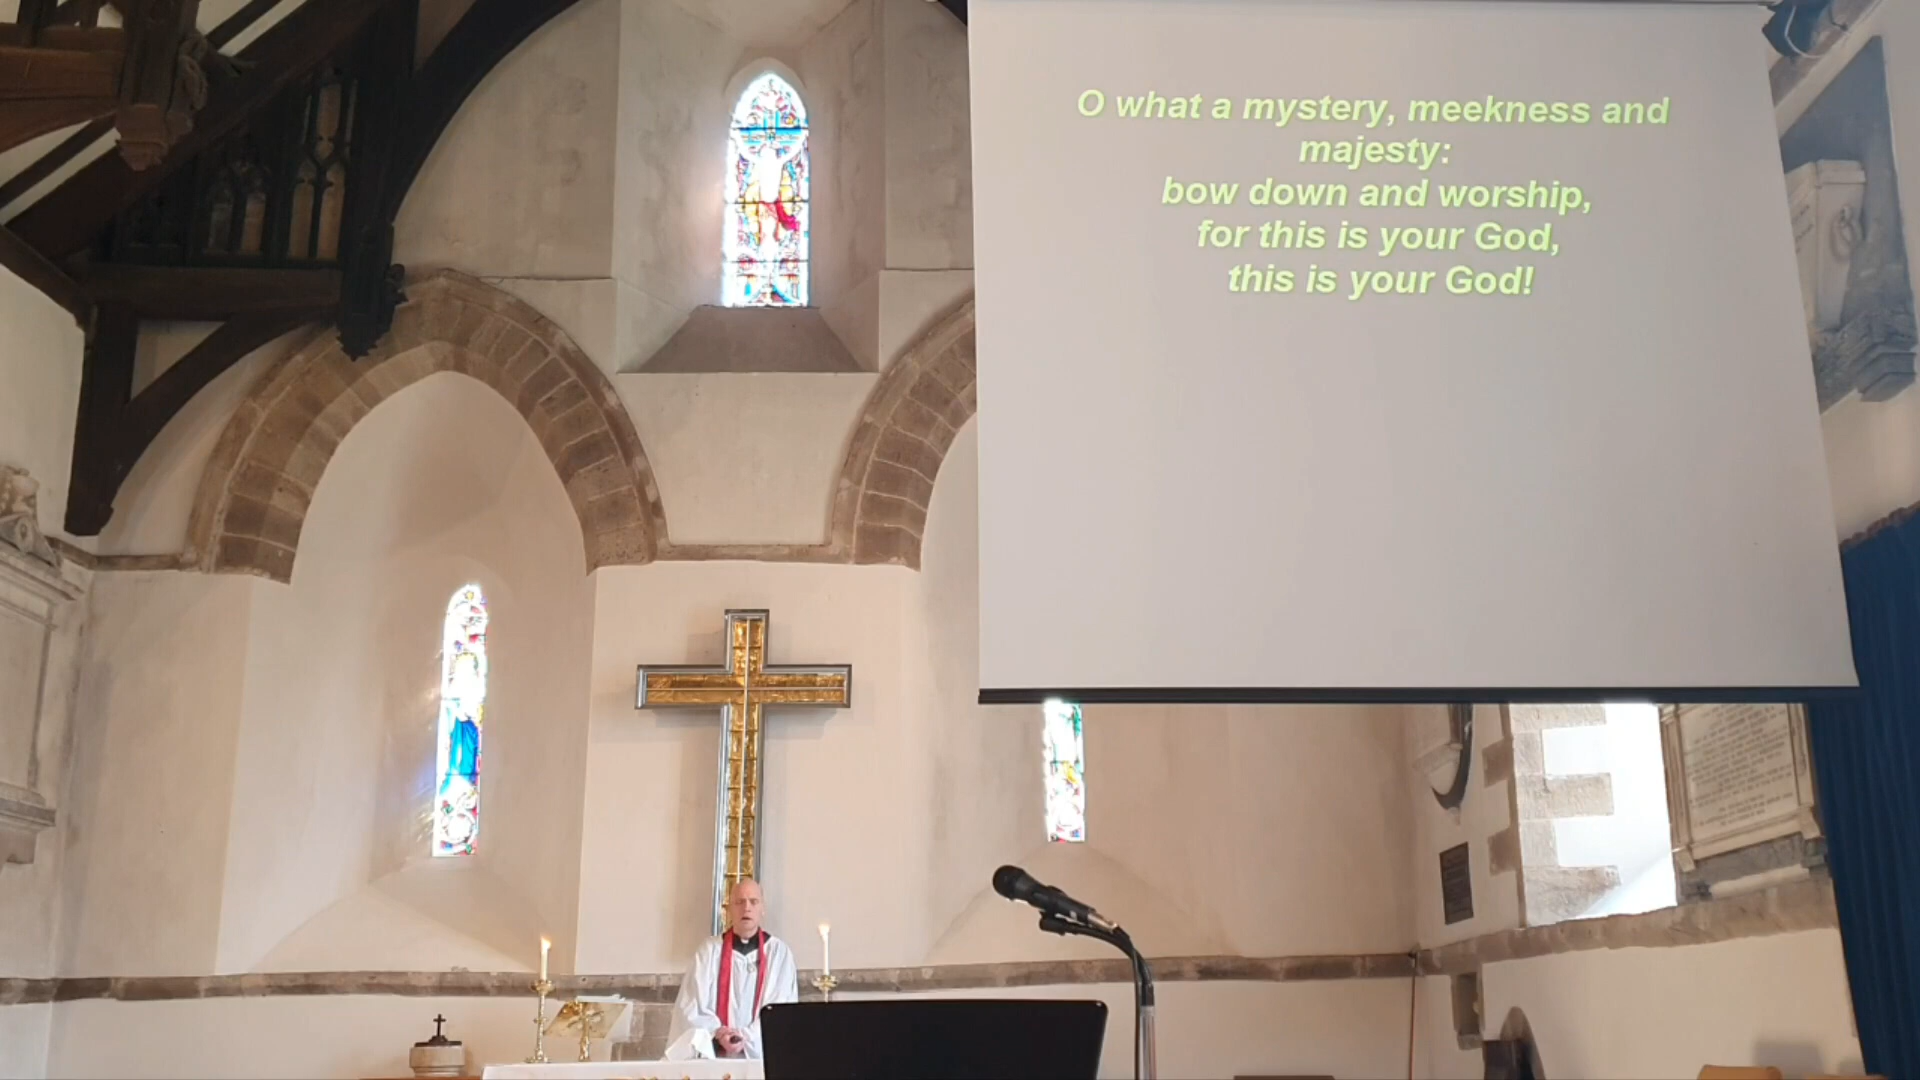 O what a mystery, meekness and
majesty:
bow down and worship,
for this is your God,
this is your God!